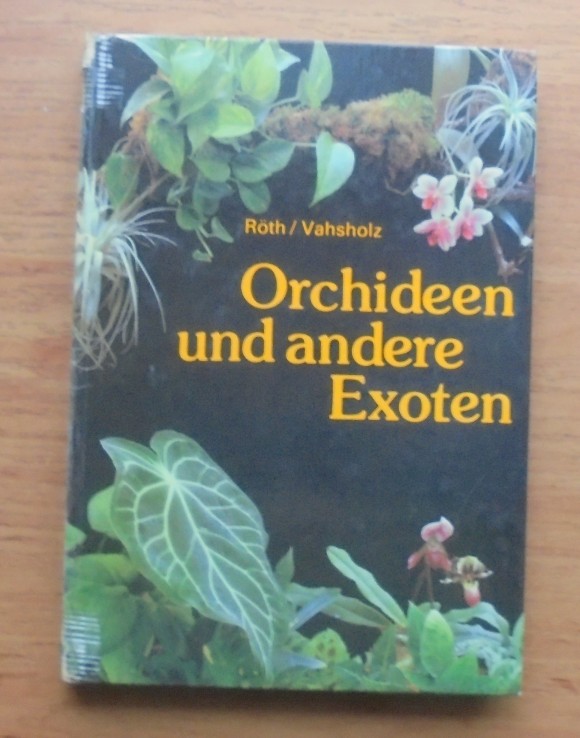 Röth / Vahsholz
Orchideen
und andere
Exoten